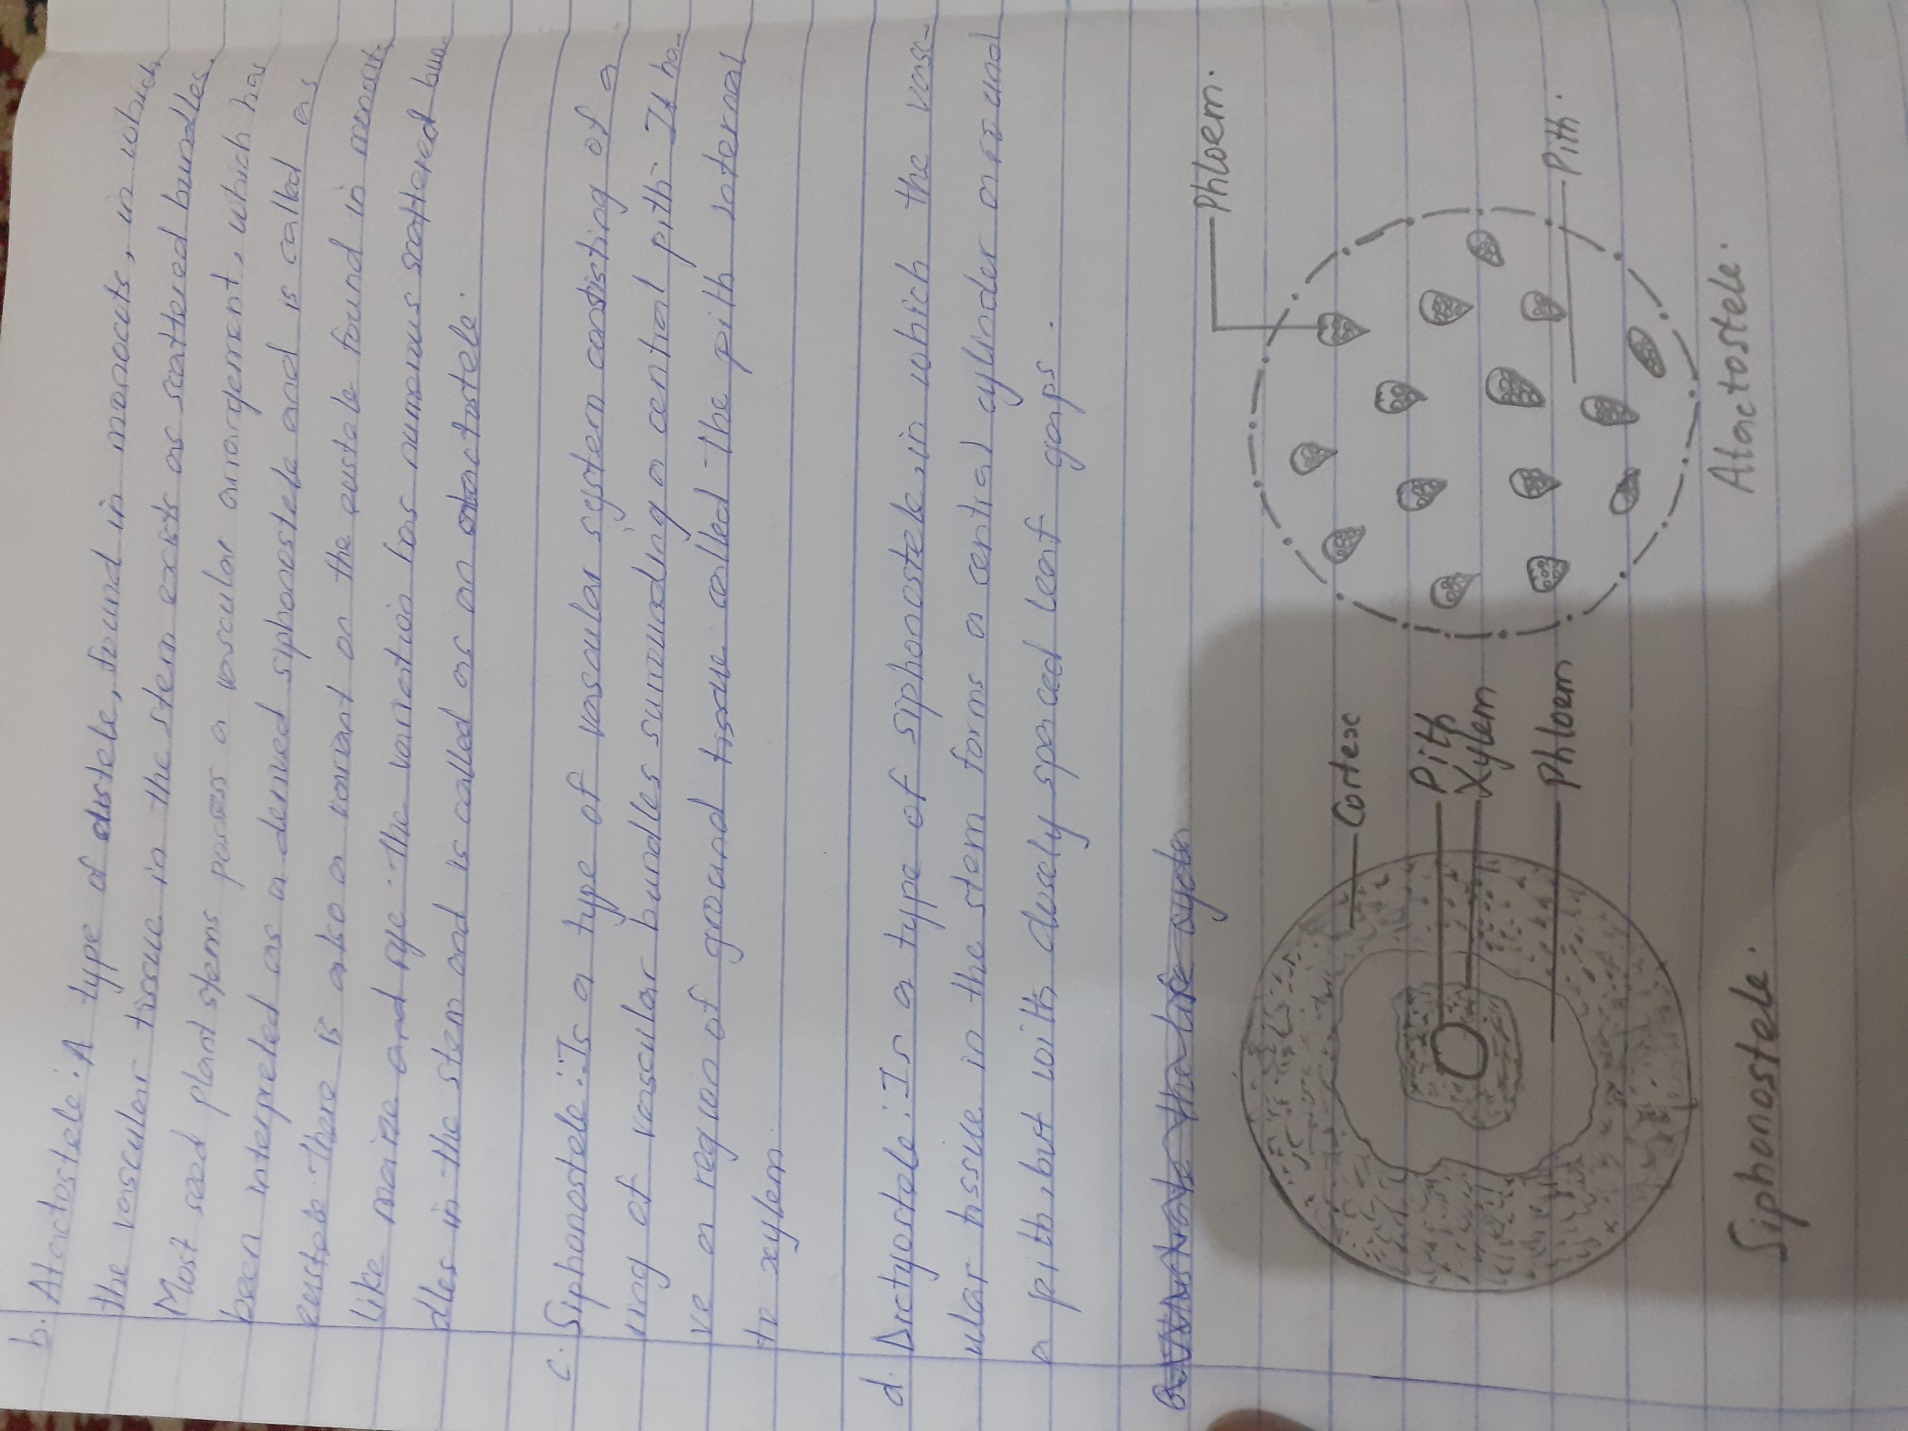 b. Atactostele: A type of eustele, found in monocots, in which
the vascular tissue in the stem exists as scattered bundles.
Most seed plant stems possess a vascular arrangement, which has
been interpreted as a derived siphonostele and is called as
eustele. There is also a variant on the eustele found in monocots
like maize and rye: The variation has numerous scattered bun-
dles in the stem and is called as an atactostele.
c. Siphonostele: Is a type of vascular system consisting of a
ring of vascular bundles surrounding a central pith. It ha-
ve a region of ground tissue called the pith internal
to xylem.
d. Dictyostele: Is a type of siphonostele, in which the vasc-
ular tissue in the stem forms a central cylinder around
a pith, but with closely spaced leaf gaps.
Cortex
Pith
Xylem
Phloem
Siphonostele.
Phloem.
Pith.
Atactostele.